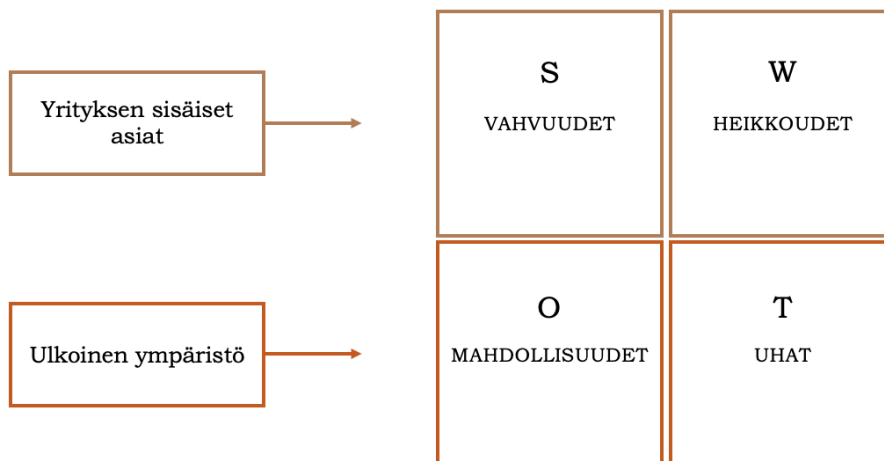 Yrityksen sisäiset
asiat
S
VAHVUUDET
W
HEIKKOUDET
Ulkoinen ympäristö
O
MAHDOLLISUUDET
T
UHAT